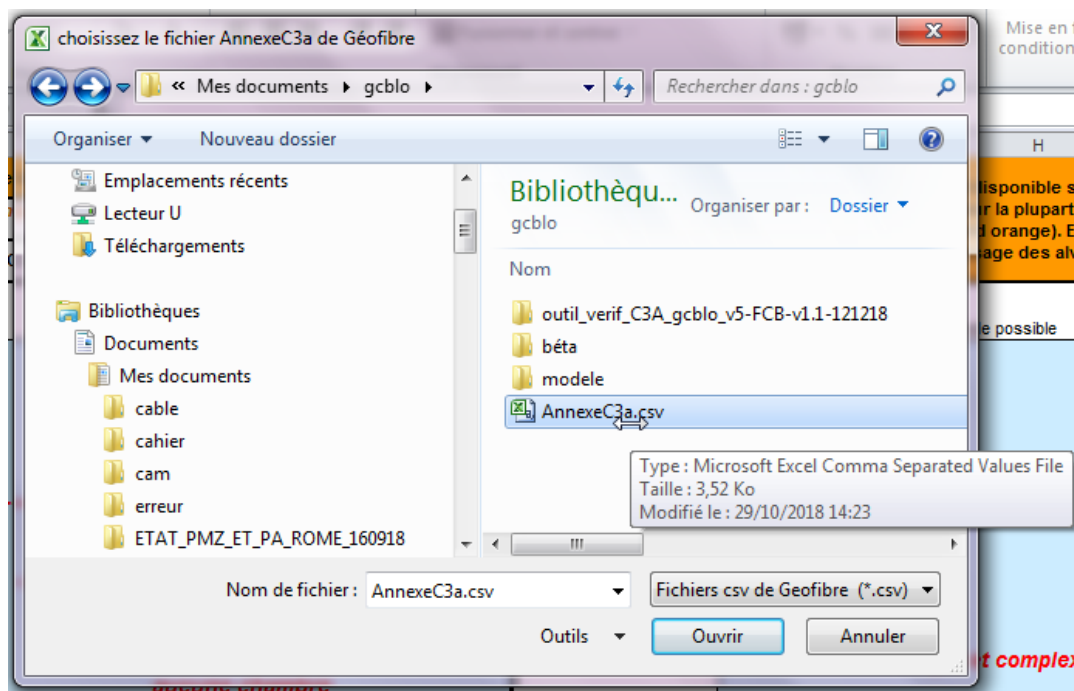 choisissez le fichier AnnexeC3a de Géofibre
Mise en
condition
« Mes documents gcblo
Rechercher dans : gcblo
Organiser Nouveau dossier
H
Emplacements récents
Lecteur U
Téléchargements
Bibliothèques
Documents
Mes documents
cable
cahier
cam
erreur
ETAT_PMZ_ET_PA_ROME_160918
Bibliothèqu...
gcblo
Organiser par : Dossier
Nom
outil_verif_C3A_gcblo_v5-FCB-v1.1-121218
béta
modele
AnnexeC3a.csv
Type : Microsoft Excel Comma Separated Values File
Taille : 3,52 Ko
Modifié le : 29/10/2018 14:23
la plupart
orange).
des
possible
Nom de fichier : AnnexeC3a.csv Fichiers csv de Geofibre (*.csv)
Outils Ouvrir Annuler